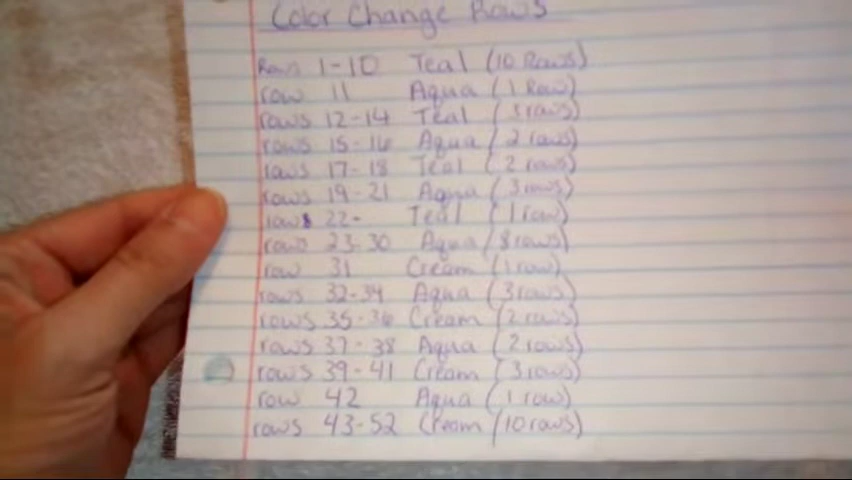 Color Change Rows
Rows 1-10 Teal (10 Rows)
row 11 Aqua (1 Row)
rows 12-14 Teal (3 rows)
rows 15-16 Aqua (2 rows)
rows 17-18 Teal (2 rows)
rows 19-21 Aqua (3 rows)
rows 22- Teal (1 row)
rows 23-30 Aqua (8 rows)
row 31 Cream (1 row)
rows 32-34 Aqua (3 rows)
rows 35-36 Cream (2 rows)
rows 37-38 Aqua (2 rows)
rows 39-41 Cream (3 rows)
row 42 Aqua (1 row)
rows 43-52 Cream (10 rows)